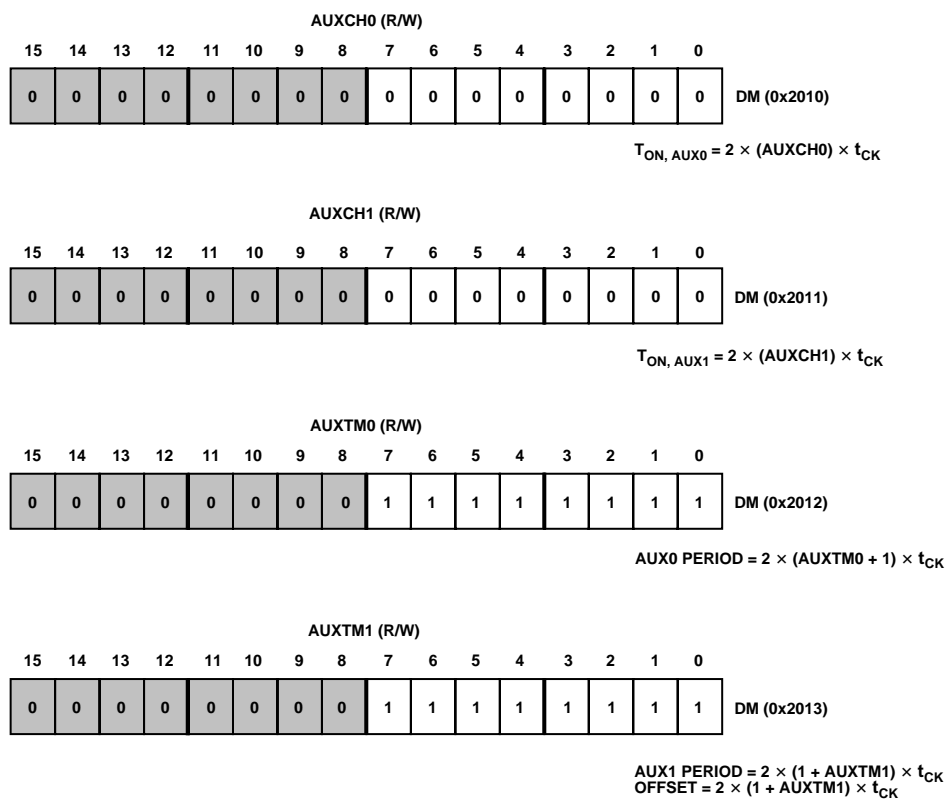 AUXCH0 (R/W)
15 14 13 12 11 10 9 8 7 6 5 4 3 2 1 0
0 0 0 0 0 0 0 0 0 0 0 0 0 0 0 0 DM (0x2010)
T_ON, AUX0 = 2 × (AUXCH0) × t_CK
AUXCH1 (R/W)
15 14 13 12 11 10 9 8 7 6 5 4 3 2 1 0
0 0 0 0 0 0 0 0 0 0 0 0 0 0 0 0 DM (0x2011)
T_ON, AUX1 = 2 × (AUXCH1) × t_CK
AUXTM0 (R/W)
15 14 13 12 11 10 9 8 7 6 5 4 3 2 1 0
0 0 0 0 0 0 0 0 1 1 1 1 1 1 1 1 DM (0x2012)
AUX0 PERIOD = 2 × (AUXTM0 + 1) × t_CK
AUXTM1 (R/W)
15 14 13 12 11 10 9 8 7 6 5 4 3 2 1 0
0 0 0 0 0 0 0 0 1 1 1 1 1 1 1 1 DM (0x2013)
AUX1 PERIOD = 2 × (1 + AUXTM1) × t_CK
OFFSET = 2 × (1 + AUXTM1) × t_CK